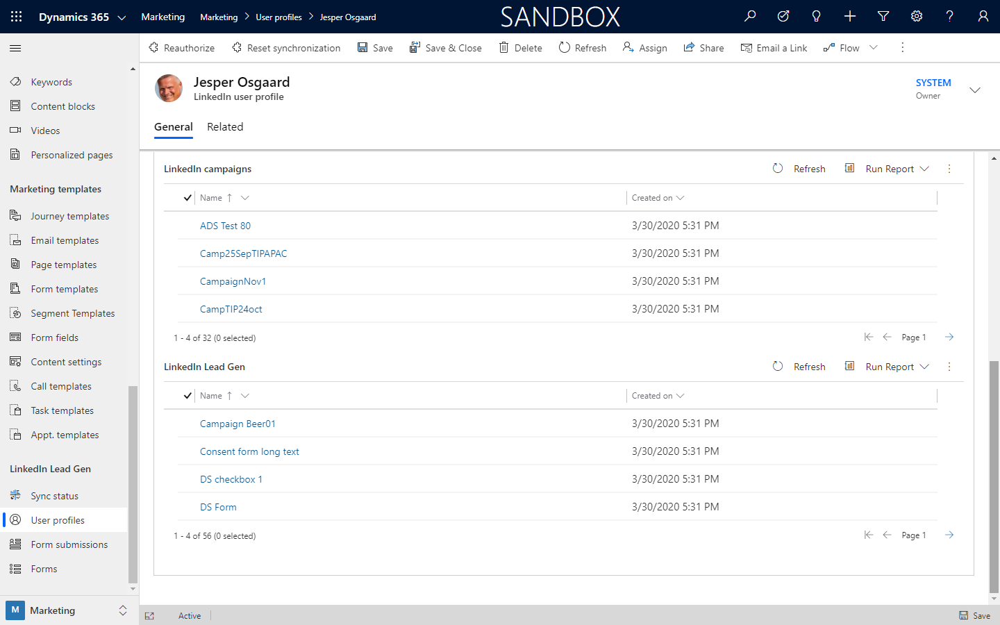 Dynamics 365 Marketing Marketing User profiles Jesper Osgaard SANDBOX
Reauthorize Reset synchronization Save Save & Close Delete Refresh Assign Share Email a Link Flow
Keywords
Content blocks
Videos
Personalized pages
Marketing templates
Journey templates
Email templates
Page templates
Form templates
Segment Templates
Form fields
Content settings
Call templates
Task templates
Appt. templates
LinkedIn Lead Gen
Sync status
User profiles
Form submissions
Forms
M Marketing
Jesper Osgaard
LinkedIn user profile
SYSTEM
Owner
General Related
LinkedIn campaigns Refresh Run Report
Name Created on
ADS Test 80 3/30/2020 5:31 PM
Camp25SepTIPAPAC 3/30/2020 5:31 PM
CampaignNov1 3/30/2020 5:31 PM
CampTIP24oct 3/30/2020 5:31 PM
1 - 4 of 32 (0 selected) Page 1
LinkedIn Lead Gen Refresh Run Report
Name Created on
Campaign Beer01 3/30/2020 5:31 PM
Consent form long text 3/30/2020 5:31 PM
DS checkbox 1 3/30/2020 5:31 PM
DS Form 3/30/2020 5:31 PM
1 - 4 of 56 (0 selected) Page 1
Active Save